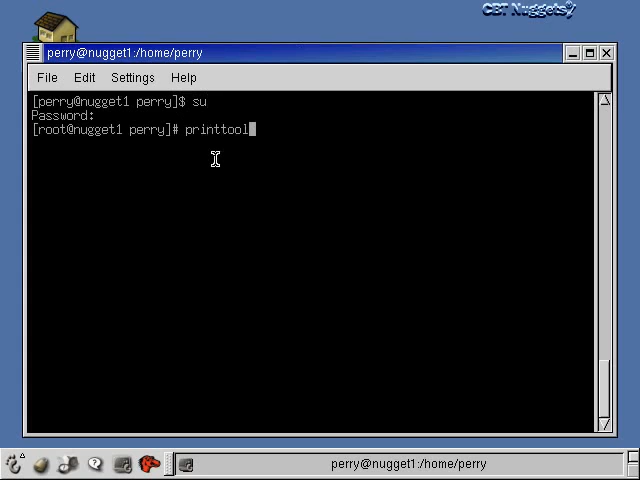 CBT Nuggets
perry@nugget1:/home/perry
File Edit Settings Help
[perry@nugget1 perry]$ su
Password:
[root@nugget1 perry]# printtool
perry@nugget1:/home/perry